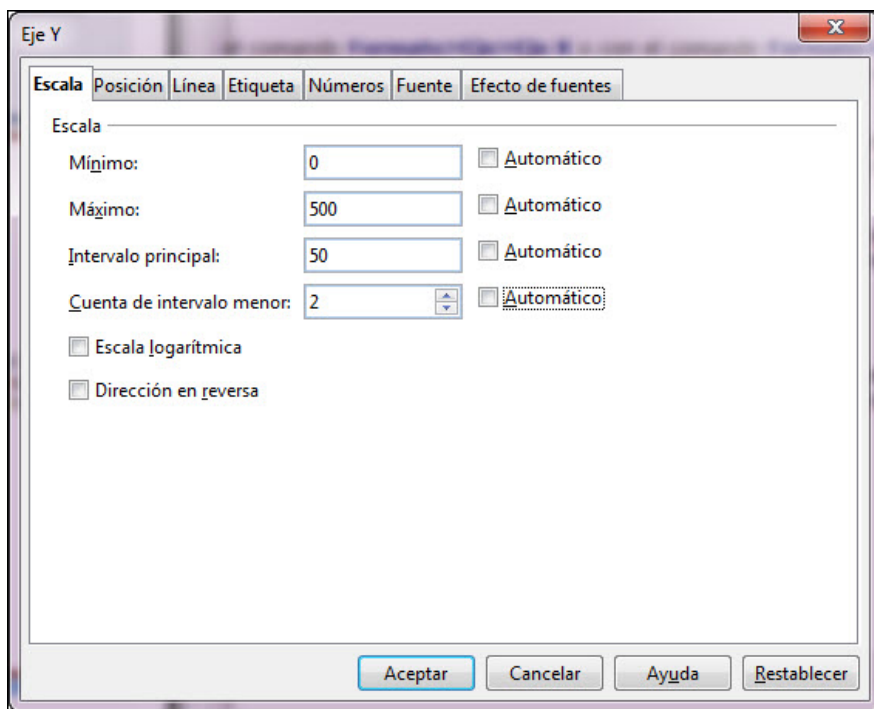 Eje Y
Escala Posición Línea Etiqueta Números Fuente Efecto de fuentes
Escala
Mínimo: 0 Automático
Máximo: 500 Automático
Intervalo principal: 50 Automático
Cuenta de intervalo menor: 2 Automático
Escala logarítmica
Dirección en reversa
Aceptar Cancelar Ayuda Restablecer